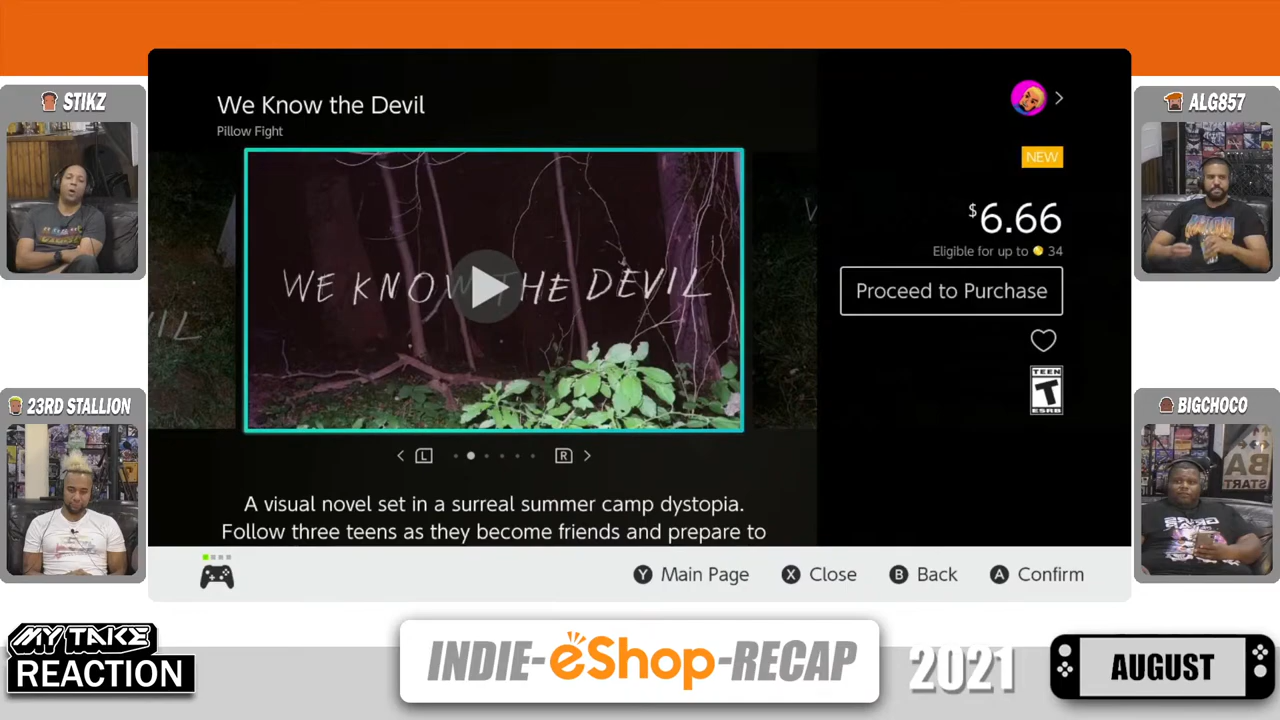 STIKZ
ALG857
23RD STALLION
BIGCHOCO
We Know the Devil
Pillow Fight
NEW
$6.66
Eligible for up to 34
Proceed to Purchase
TEEN
T
ESRB
WE KNOW THE DEVIL
L
R
A visual novel set in a surreal summer camp dystopia.
Follow three teens as they become friends and prepare to
Y Main Page X Close B Back A Confirm
MY TAKE
REACTION
INDIE-eShop-RECAP
2021
AUGUST